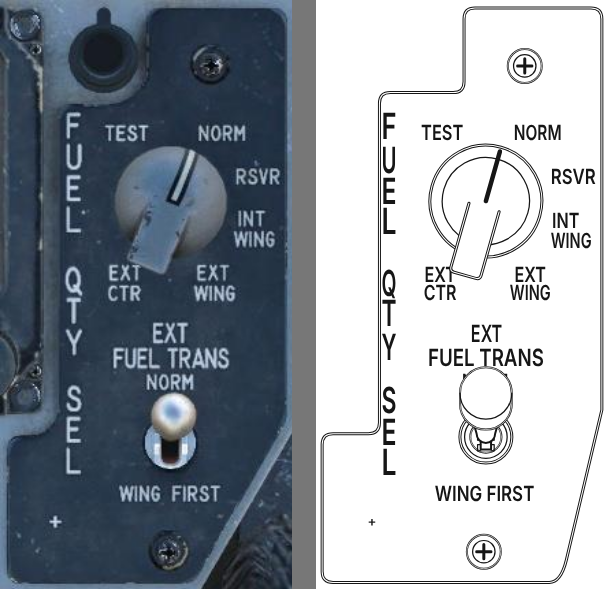 FUEL QTY SEL
TEST NORM
RSVR
INT
WING
EXT EXT
CTR WING
EXT
FUEL TRANS
NORM
WING FIRST
FUEL QTY SEL
TEST NORM
RSVR
INT
WING
EXT EXT
CTR WING
EXT
FUEL TRANS
WING FIRST